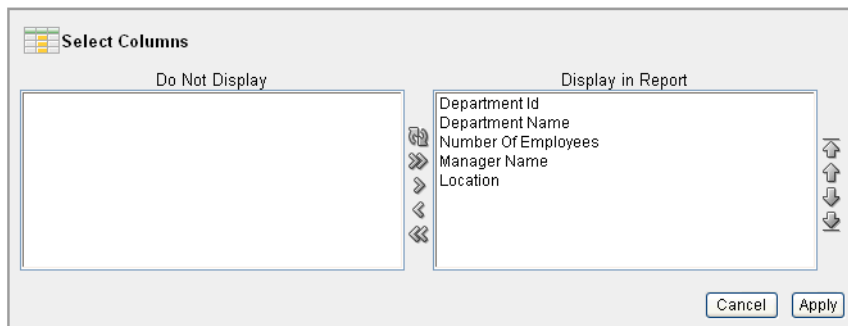 Select Columns
Do Not Display
Display in Report
Department Id
Department Name
Number Of Employees
Manager Name
Location
Cancel
Apply